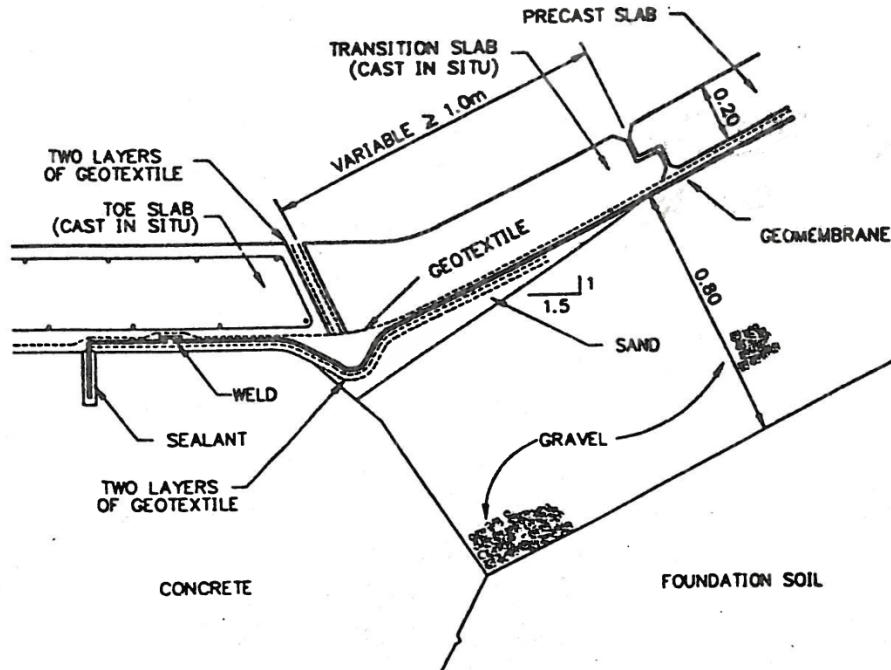 PRECAST SLAB
TRANSITION SLAB
(CAST IN SITU)
0.20
VARIABLE ≥ 1.0m
TWO LAYERS
OF GEOTEXTILE
TOE SLAB
(CAST IN SITU)
GEOTEXTILE
GEOMEMBRANE
1
1.5
0.80
SAND
WELD
SEALANT
GRAVEL
TWO LAYERS
OF GEOTEXTILE
CONCRETE
FOUNDATION SOIL